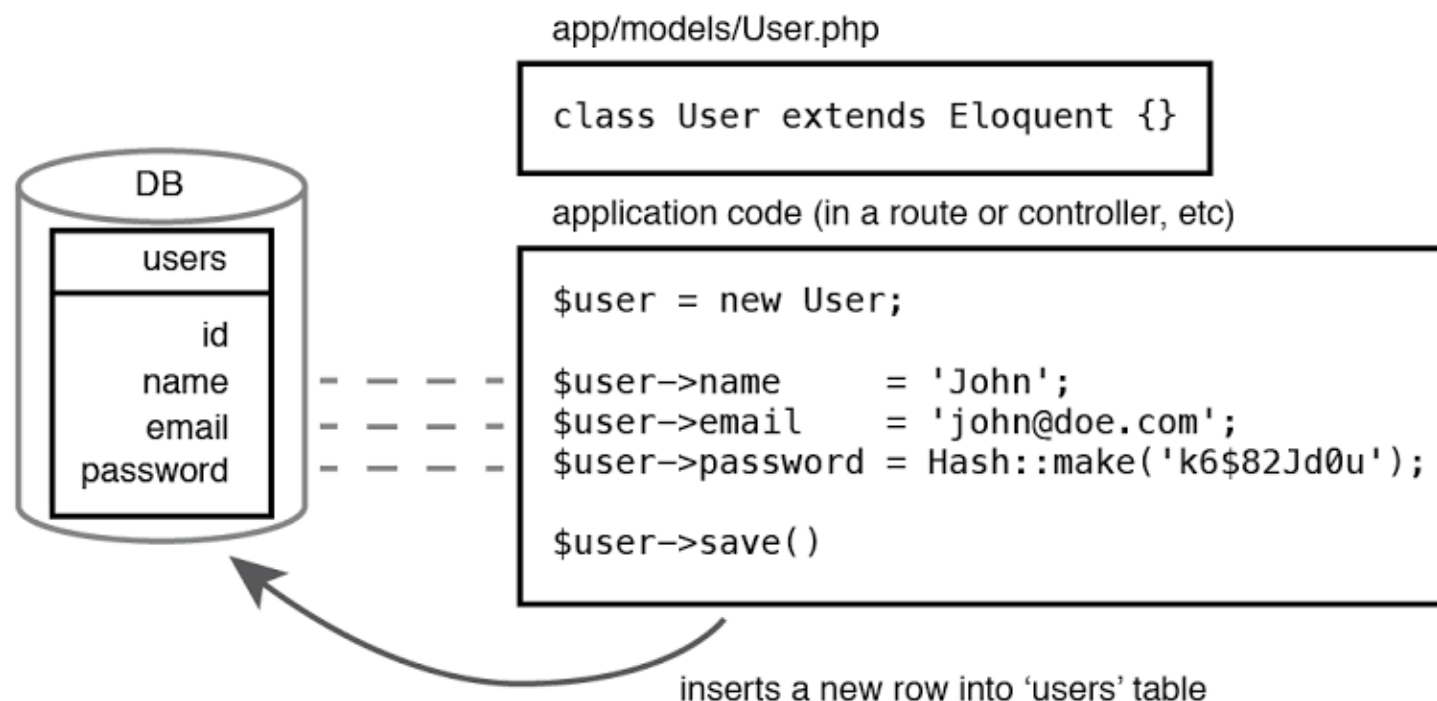 app/models/User.php
class User extends Eloquent {}
DB
users
id
name
email
password
application code (in a route or controller, etc)
$user = new User;
$user->name = 'John';
$user->email = 'john@doe.com';
$user->password = Hash::make('k6$82Jd0u');
$user->save()
inserts a new row into ‘users’ table